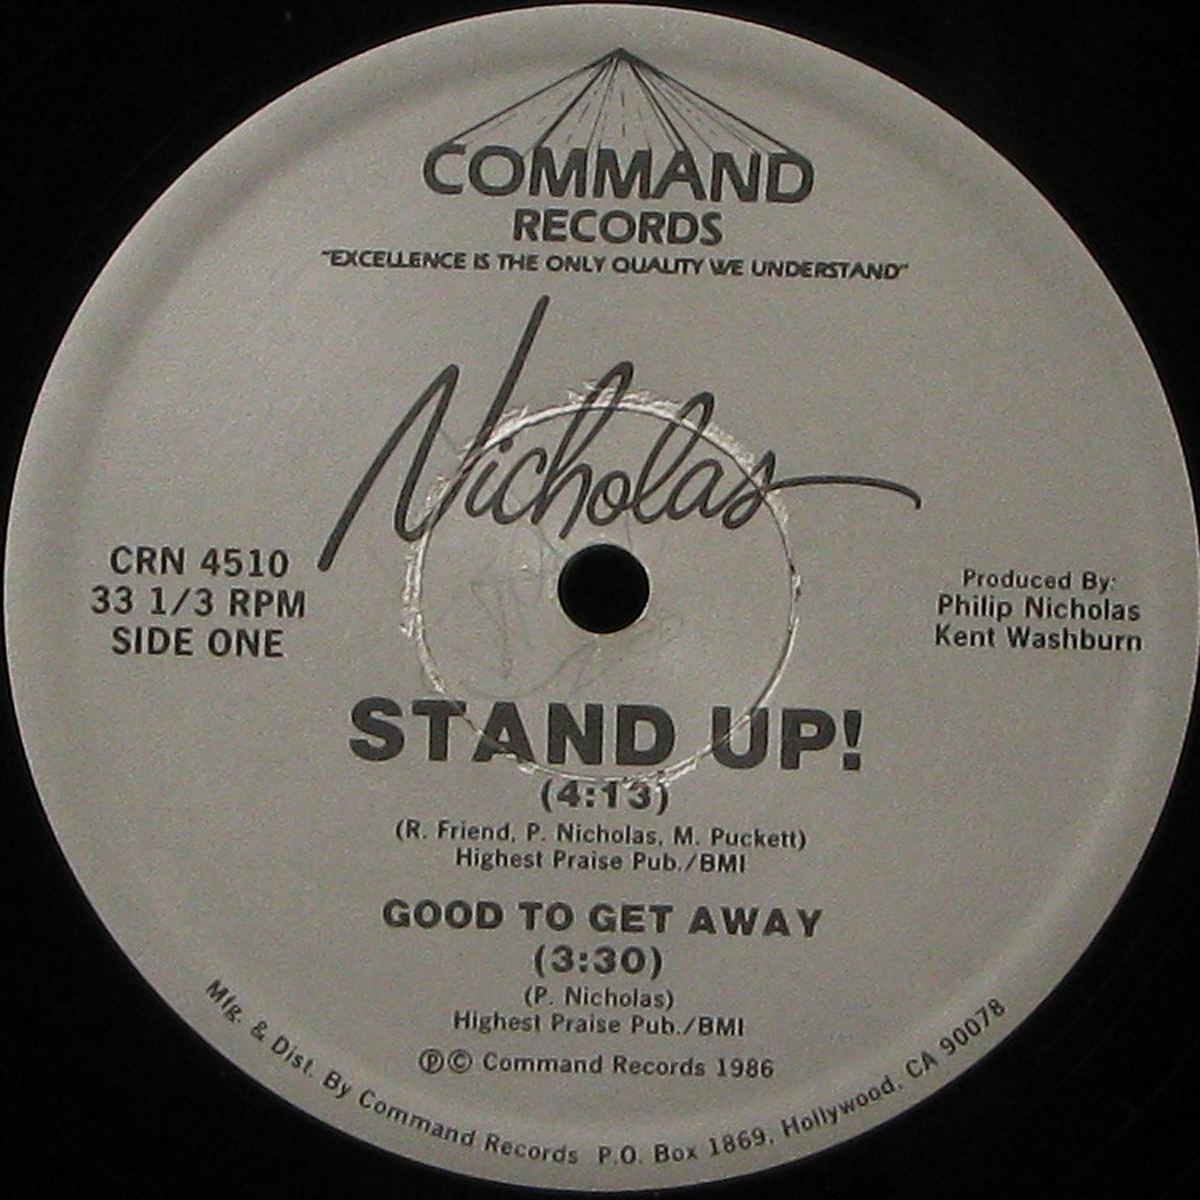 COMMAND
RECORDS
"EXCELLENCE IS THE ONLY QUALITY WE UNDERSTAND"
Nicholas
CRN 4510
33 1/3 RPM
SIDE ONE
Produced By:
Philip Nicholas
Kent Washburn
STAND UP!
(4:13)
(R. Friend, P. Nicholas, M. Puckett)
Highest Praise Pub./BMI
GOOD TO GET AWAY
(3:30)
(P. Nicholas)
Highest Praise Pub./BMI
Ⓟ© Command Records 1986
Mfg. & Dist. By Command Records P.O. Box 1869, Hollywood, CA 90078